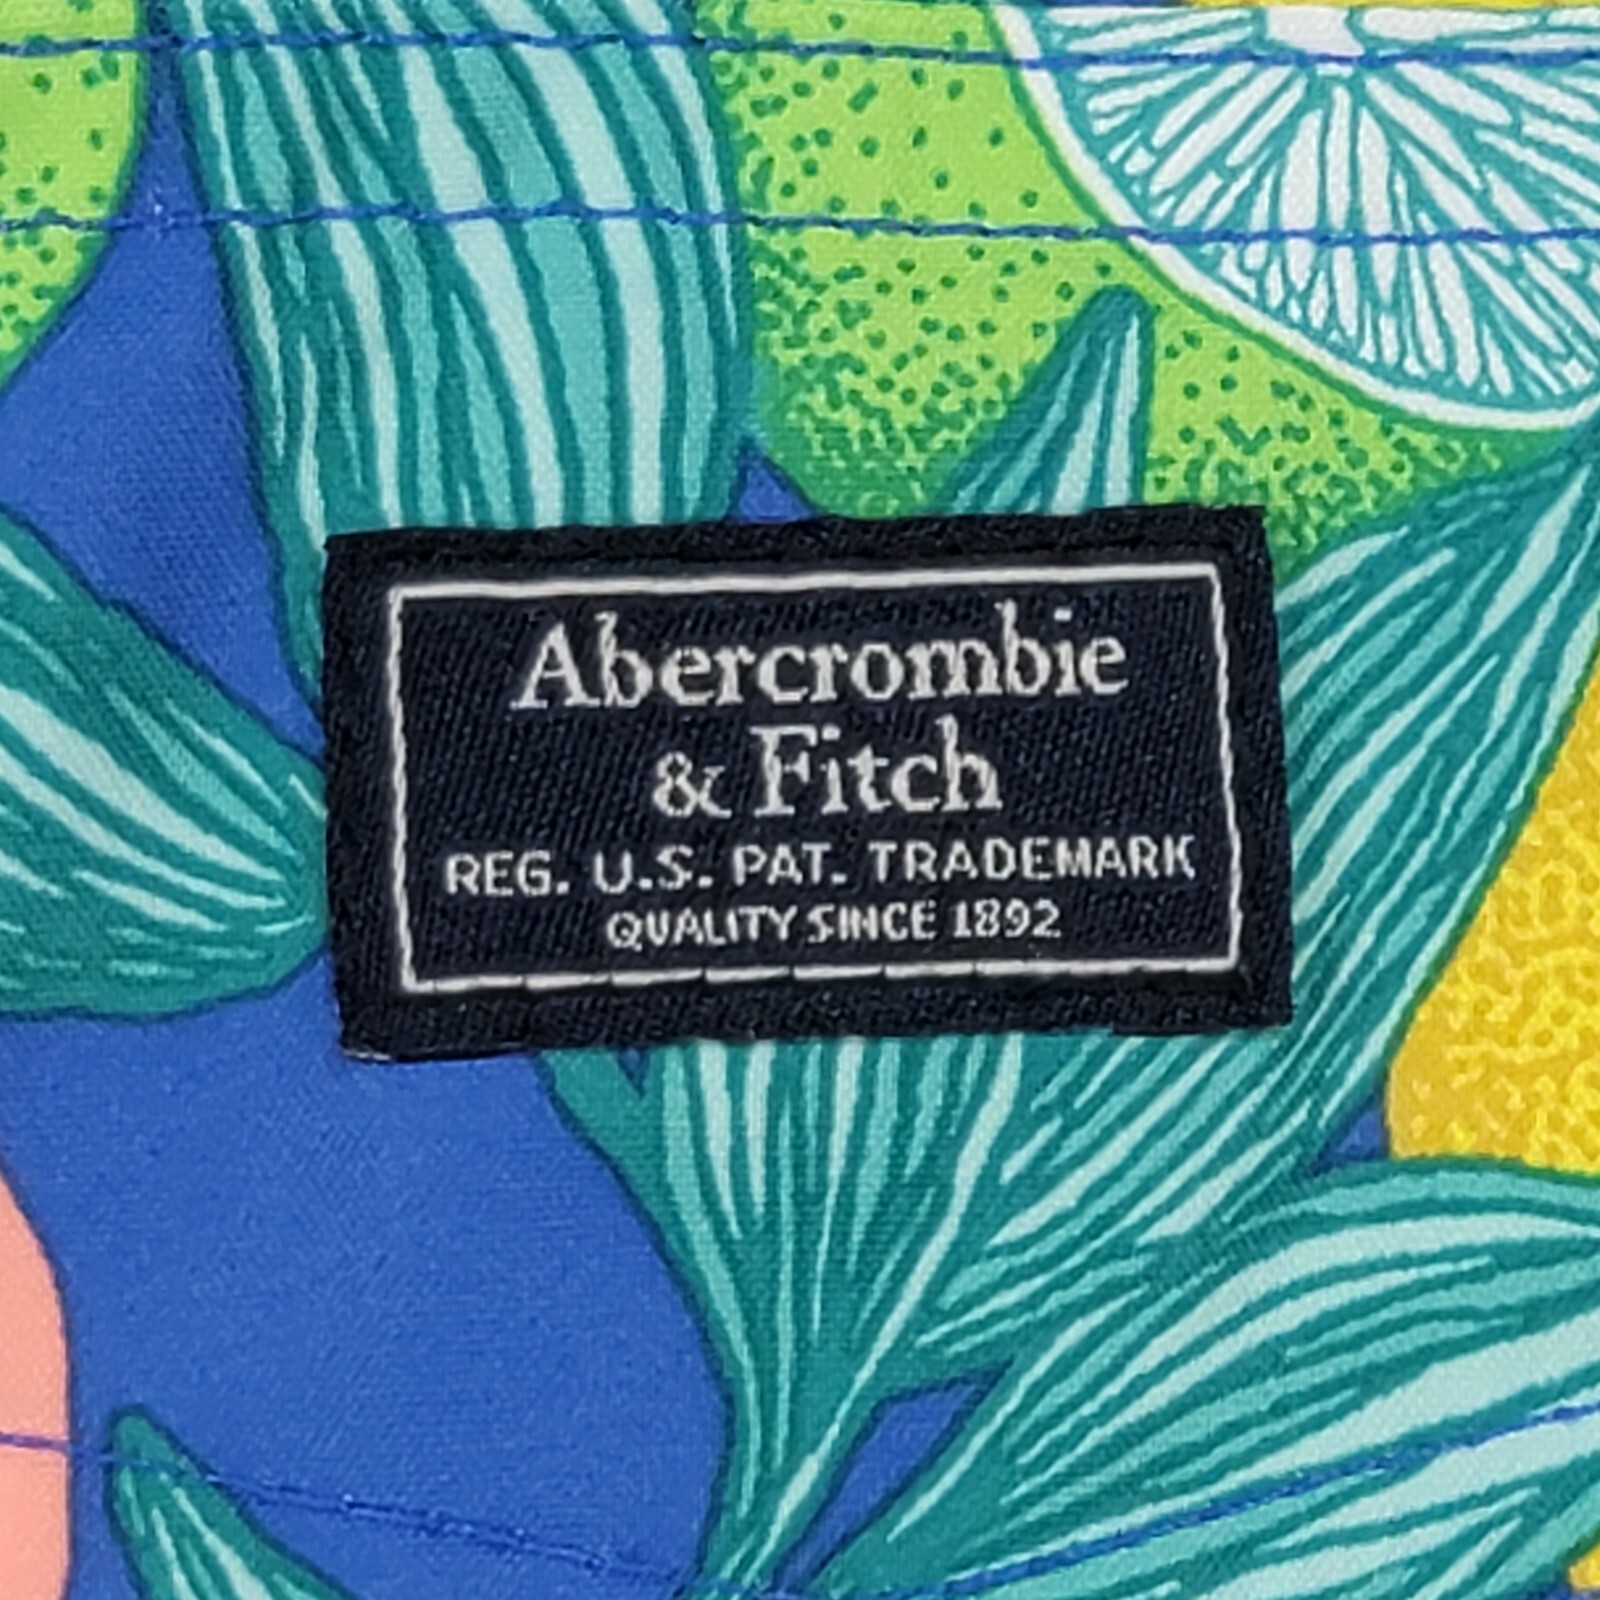 Abercrombie
& Fitch
REG. U.S. PAT. TRADEMARK
QUALITY SINCE 1892